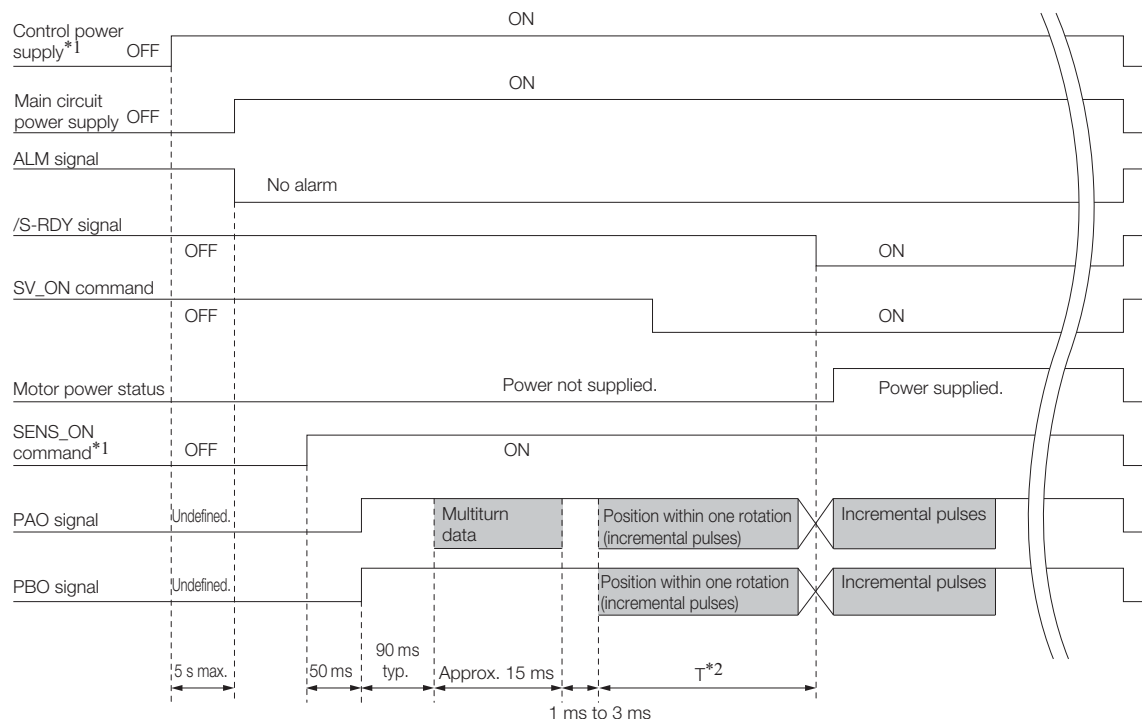 ON
Control power
supply*1 OFF
ON
Main circuit
power supply OFF
ALM signal
No alarm
/S-RDY signal
OFF
ON
SV_ON command
OFF
ON
Motor power status
Power not supplied.
Power supplied.
SENS_ON
command*1
OFF
ON
PAO signal
Undefined.
Multiturn
data
Position within one rotation
(incremental pulses)
Incremental pulses
PBO signal
Undefined.
Position within one rotation
(incremental pulses)
Incremental pulses
5 s max.
50 ms
90 ms
typ.
Approx. 15 ms
T*2
1 ms to 3 ms